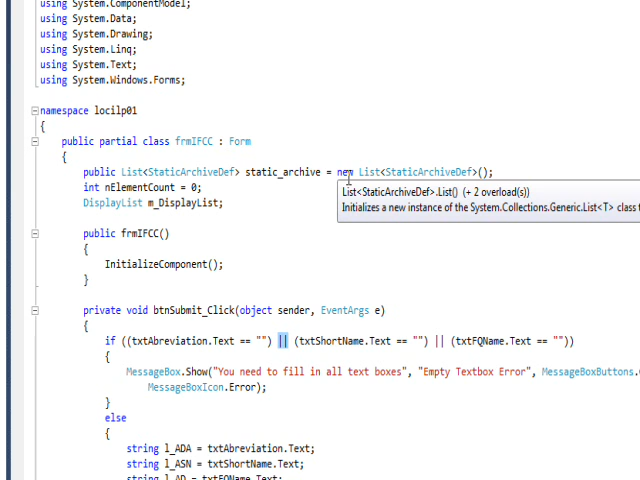 using System.ComponentModel;
using System.Data;
using System.Drawing;
using System.Linq;
using System.Text;
using System.Windows.Forms;
namespace locilp01
{
public partial class frmIFCC : Form
{
public List<StaticArchiveDef> static_archive = new List<StaticArchiveDef>();
int nElementCount = 0;
List<StaticArchiveDef>.List() (+ 2 overload(s))
DisplayList m_DisplayList;
Initializes a new instance of the System.Collections.Generic.List<T> class
public frmIFCC()
{
InitializeComponent();
}
private void btnSubmit_Click(object sender, EventArgs e)
{
if ((txtAbreviation.Text == "") || (txtShortName.Text == "") || (txtFQName.Text == ""))
{
MessageBox.Show("You need to fill in all text boxes", "Empty Textbox Error", MessageBoxButtons.
MessageBoxIcon.Error);
}
else
{
string l_ADA = txtAbreviation.Text;
string l_ASN = txtShortName.Text;
string l_AD = txtFQName.Text;